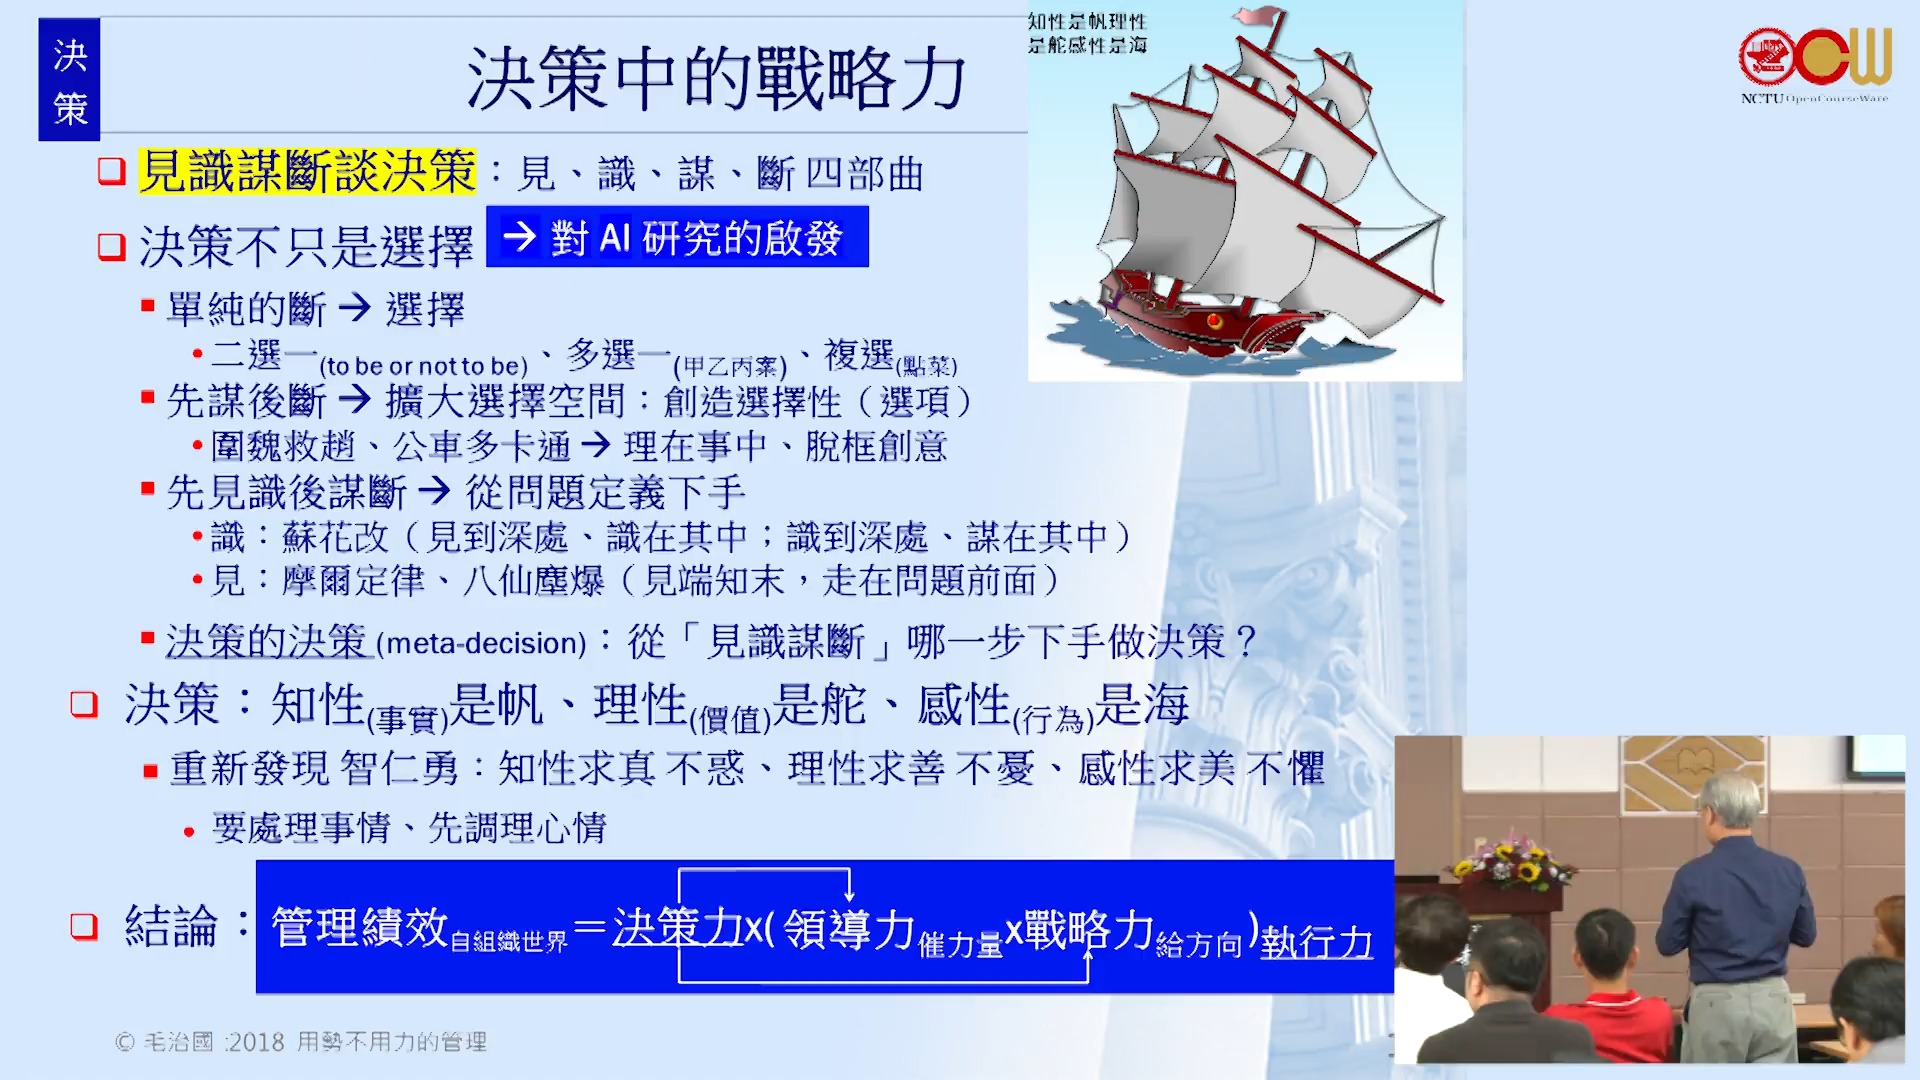 決策
決策中的戰略力
知性是帆理性
是舵感性是海
NCTU OpenCourseWare
見識謀斷談決策：見、識、謀、斷 四部曲
決策不只是選擇 → 對 AI 研究的啟發
單純的斷 → 選擇
二選一(to be or not to be)、多選一(甲乙丙案)、複選(點菜)
先謀後斷 → 擴大選擇空間：創造選擇性（選項）
圍魏救趙、公車多卡通 → 理在事中、脫框創意
先見識後謀斷 → 從問題定義下手
識：蘇花改（見到深處、識在其中；識到深處、謀在其中）
見：摩爾定律、八仙塵爆（見端知末，走在問題前面）
決策的決策 (meta-decision)：從「見識謀斷」哪一步下手做決策？
決策：知性(事實)是帆、理性(價值)是舵、感性(行為)是海
重新發現 智仁勇：知性求真 不惑、理性求善 不憂、感性求美 不懼
要處理事情、先調理心情
結論：管理績效自組織世界＝決策力x( 領導力催力量x戰略力給方向)執行力
© 毛治國 :2018 用勢不用力的管理